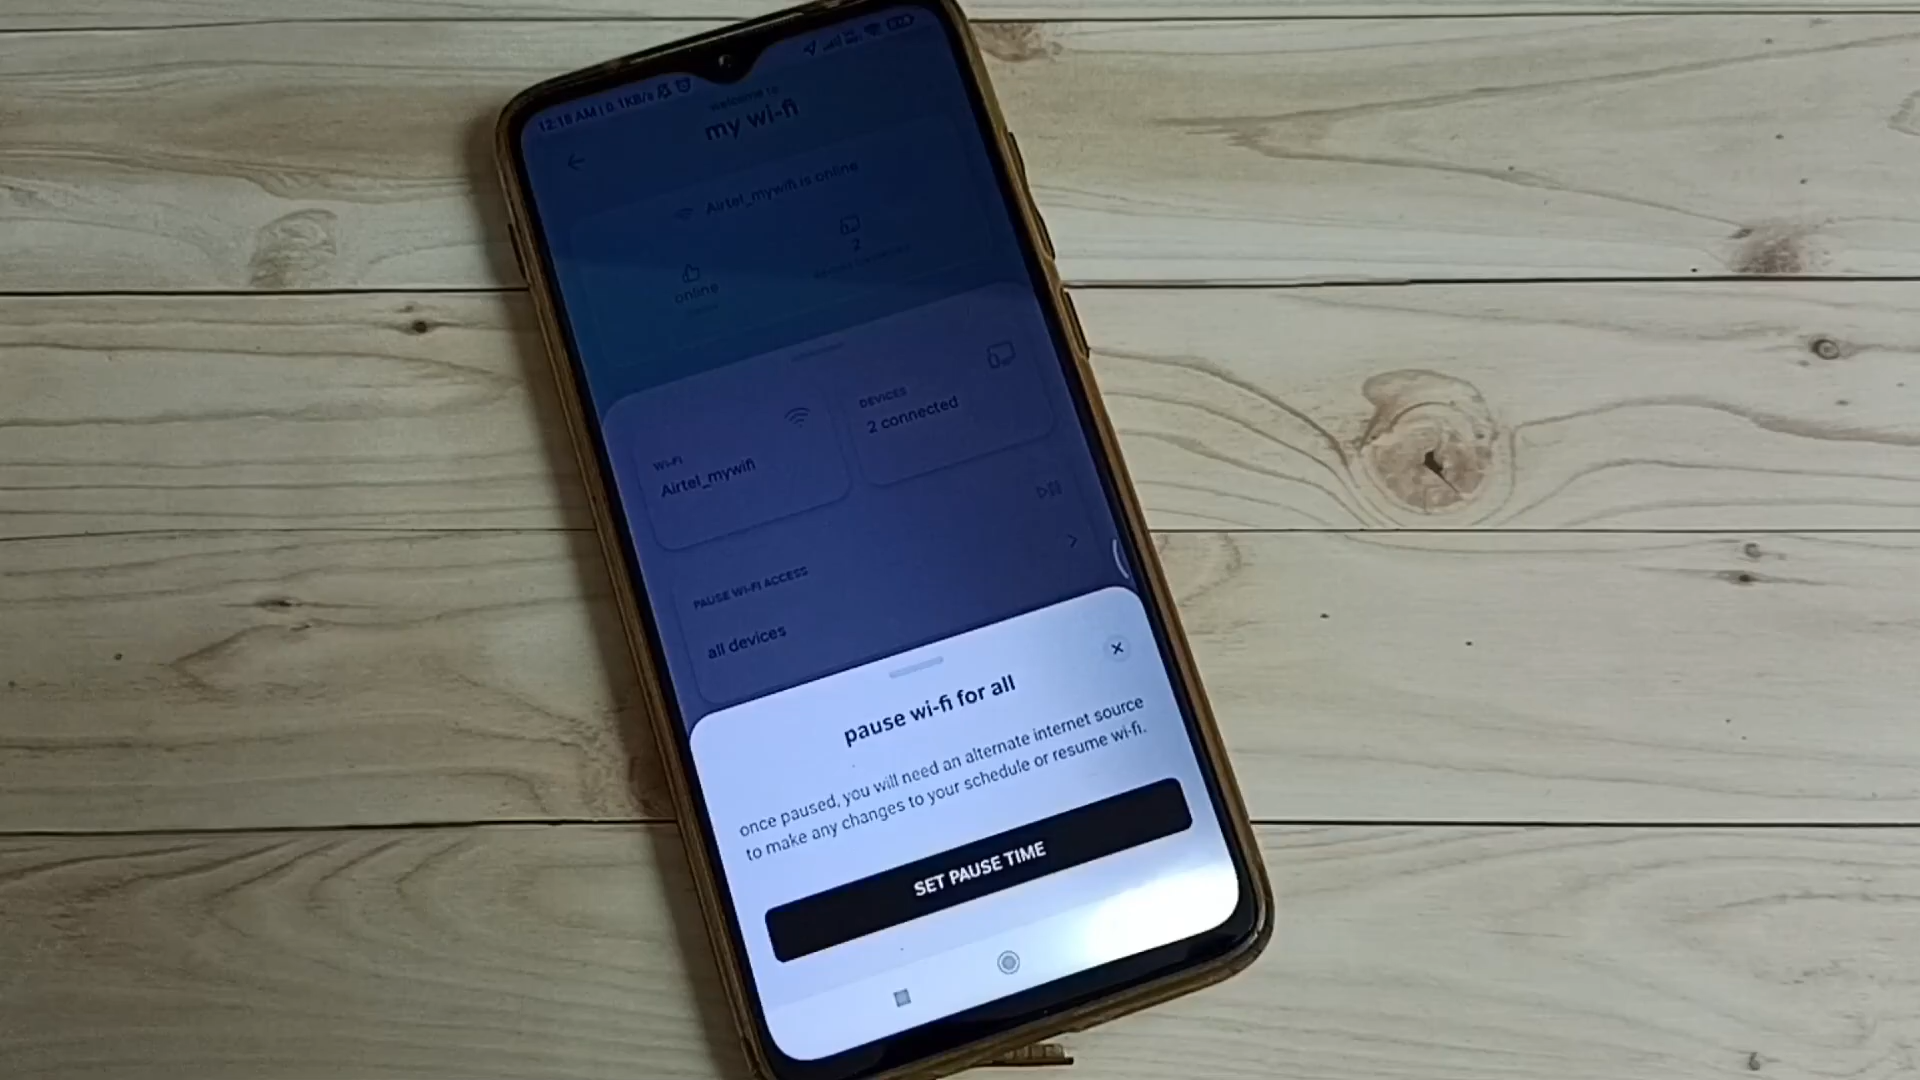 12:18 AM | 0.1KB/s
welcome to
my wi-fi
Airtel_mywifi is online
2
online
DEVICES
2 connected
WI-FI
Airtel_mywifi
PAUSE WI-FI ACCESS
all devices
pause wi-fi for all
once paused, you will need an alternate internet source
to make any changes to your schedule or resume wi-fi.
SET PAUSE TIME